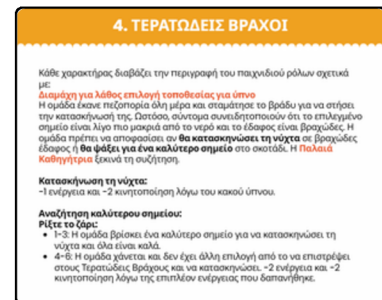 4. ΤΕΡΑΤΩΔΕΙΣ ΒΡΑΧΟΙ
Κάθε χαρακτήρας διαβάζει την περιγραφή του παιχνιδιού ρόλων σχετικά
με:
Διαμάχη για λάθος επιλογή τοποθεσίας για ύπνο
Η ομάδα έκανε πεζοπορία όλη μέρα και σταμάτησε το βράδυ για να στήσει
την κατασκήνωσή της. Ωστόσο, σύντομα συνειδητοποιούν ότι το επιλεγμένο
σημείο είναι λίγο πιο μακριά από το νερό και το έδαφος είναι βραχώδες. Η
ομάδα πρέπει να αποφασίσει αν θα κατασκηνώσει τη νύχτα σε βραχώδες
έδαφος ή θα ψάξει για ένα καλύτερο σημείο στο σκοτάδι. Η Παλαιά
Καθηγήτρια ξεκινά τη συζήτηση.
Κατασκήνωση τη νύχτα:
-1 ενέργεια και -2 κινητοποίηση λόγω του κακού ύπνου.
Αναζήτηση καλύτερου σημείου:
Ρίξτε το ζάρι:
• 1-3: Η ομάδα βρίσκει ένα καλύτερο σημείο για να κατασκηνώσει τη
νύχτα και όλα είναι καλά.
• 4-6: Η ομάδα χάνεται και δεν έχει άλλη επιλογή από το να επιστρέψει
στους Τερατώδεις Βράχους και να κατασκηνώσει. -2 ενέργεια και -2
κινητοποίηση λόγω της επιπλέον ενέργειας που δαπανήθηκε.